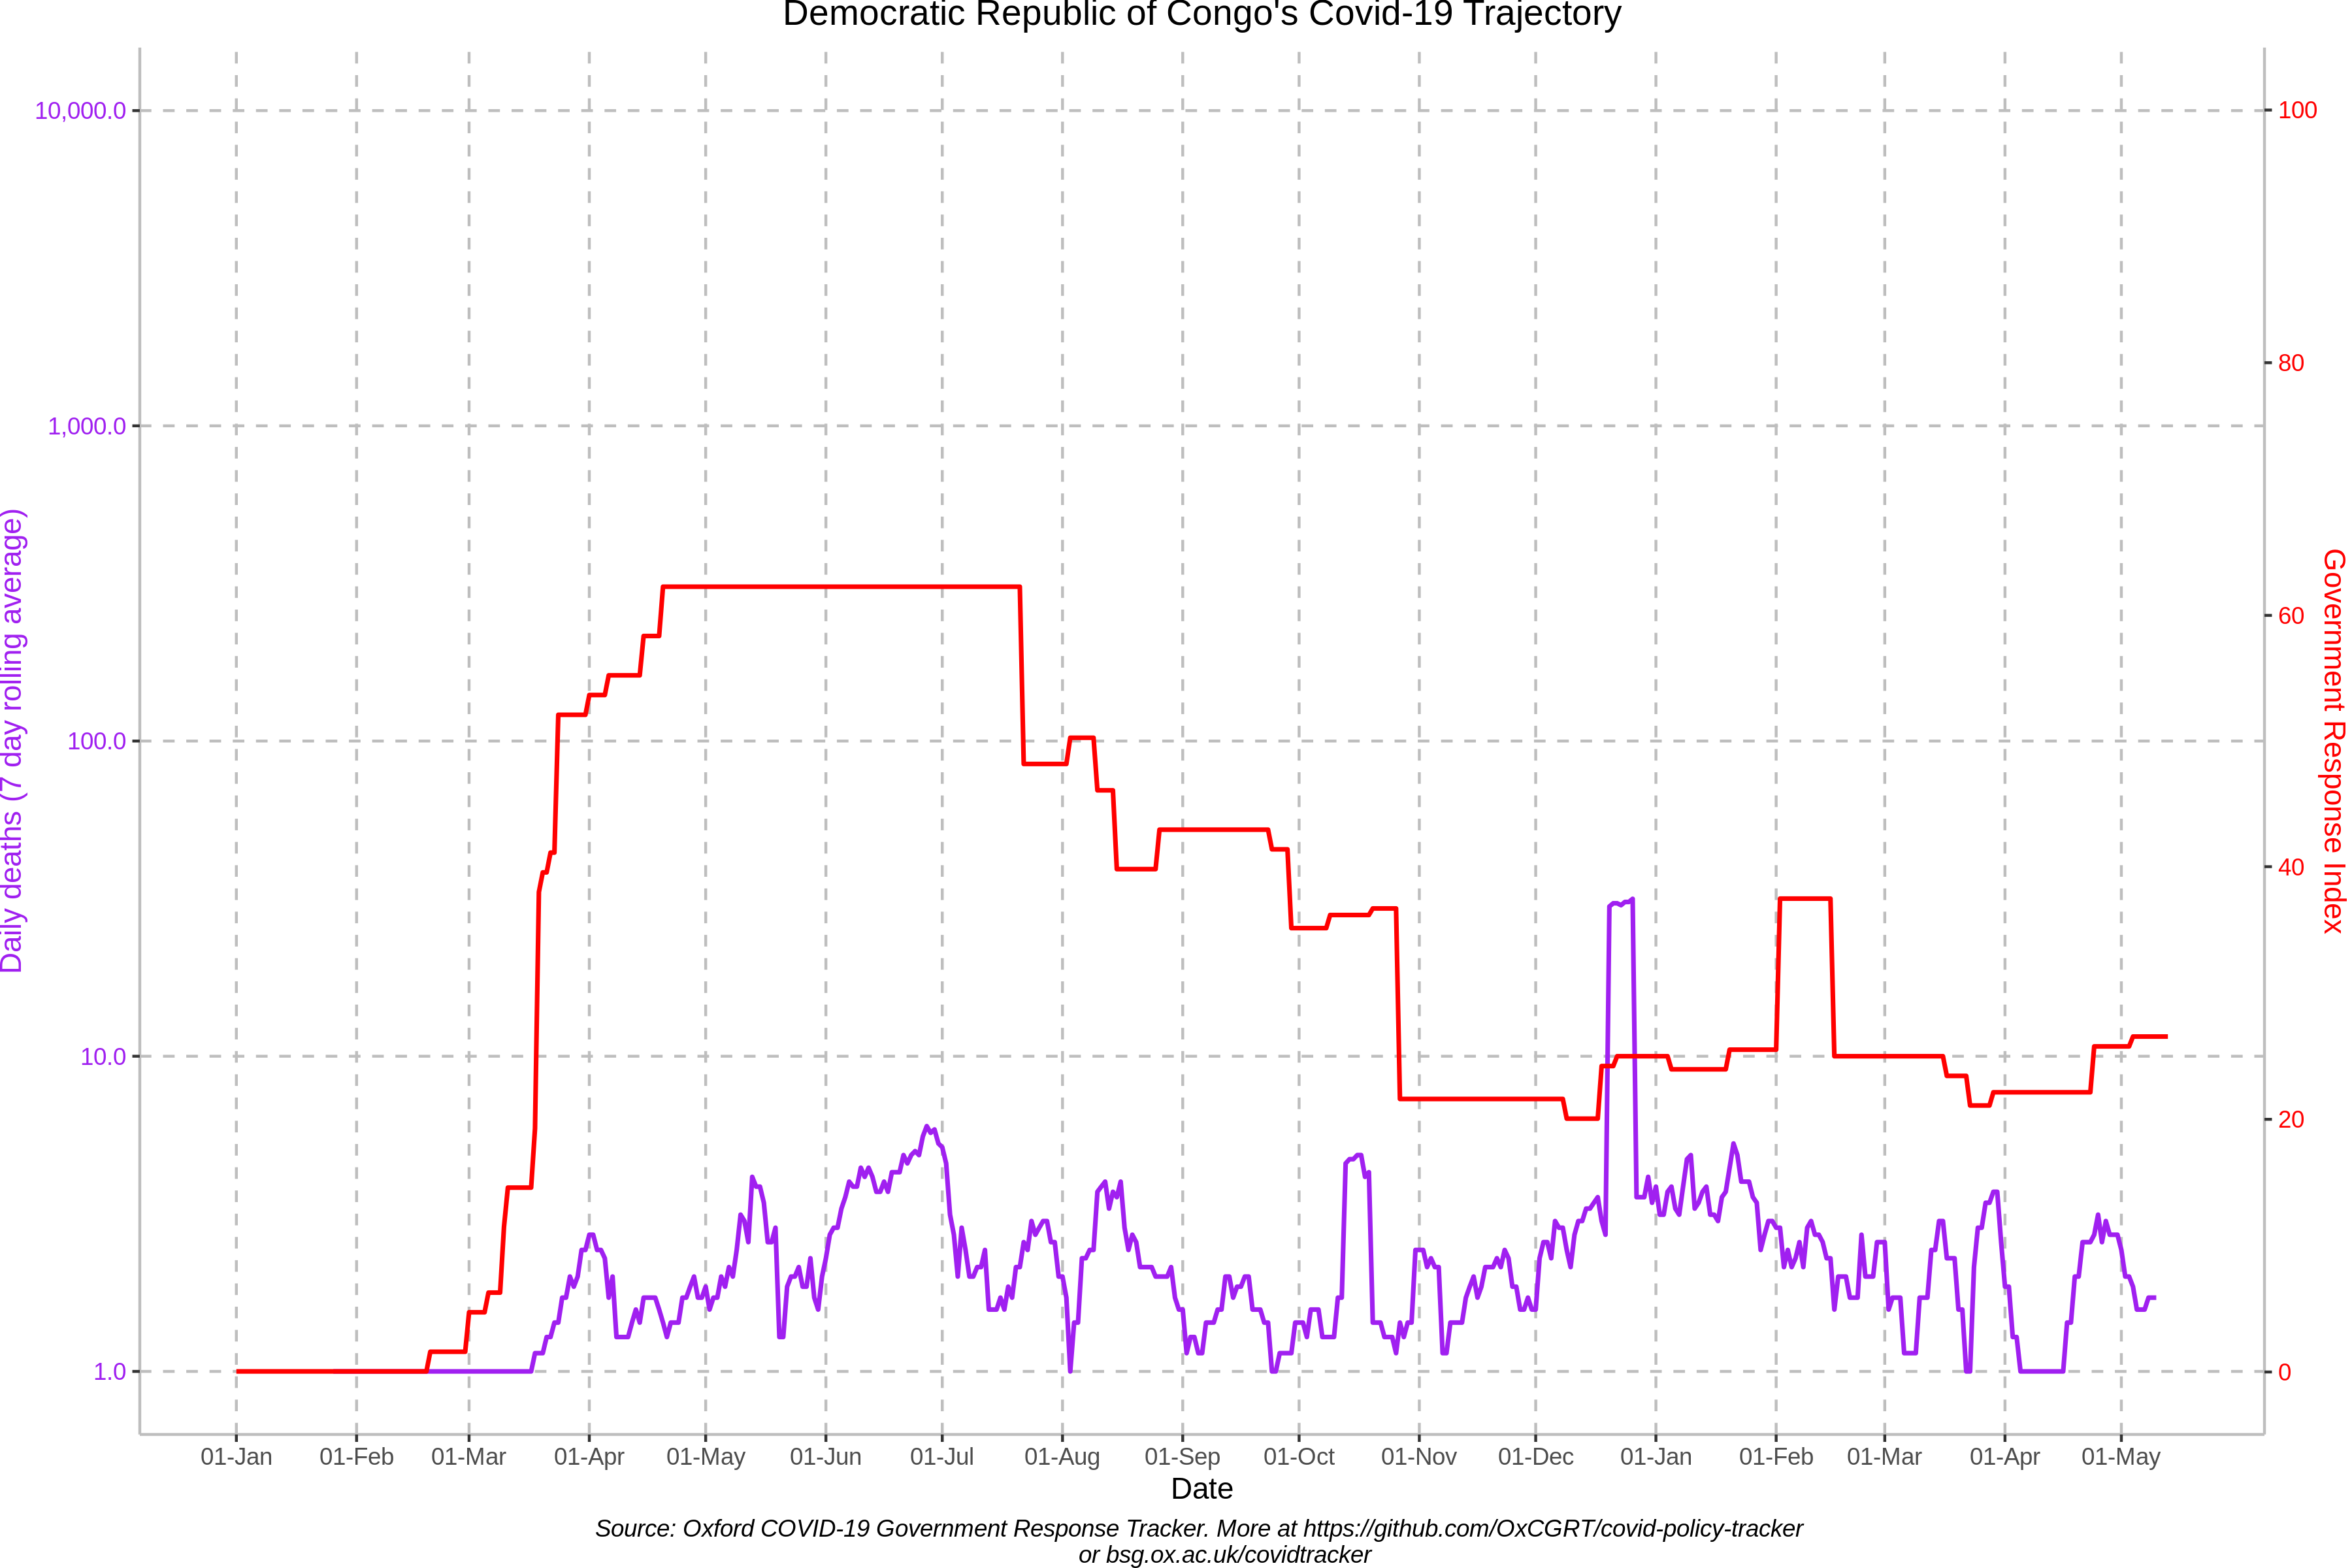 Democratic Republic of Congo's Covid-19 Trajectory
10,000.0
1,000.0
100.0
10.0
1.0
Daily deaths (7 day rolling average)
100
80
60
40
20
0
Government Response Index
01-Jan 01-Feb 01-Mar 01-Apr 01-May 01-Jun 01-Jul 01-Aug 01-Sep 01-Oct 01-Nov 01-Dec 01-Jan 01-Feb 01-Mar 01-Apr 01-May
Date
Source: Oxford COVID-19 Government Response Tracker. More at https://github.com/OxCGRT/covid-policy-tracker
or bsg.ox.ac.uk/covidtracker